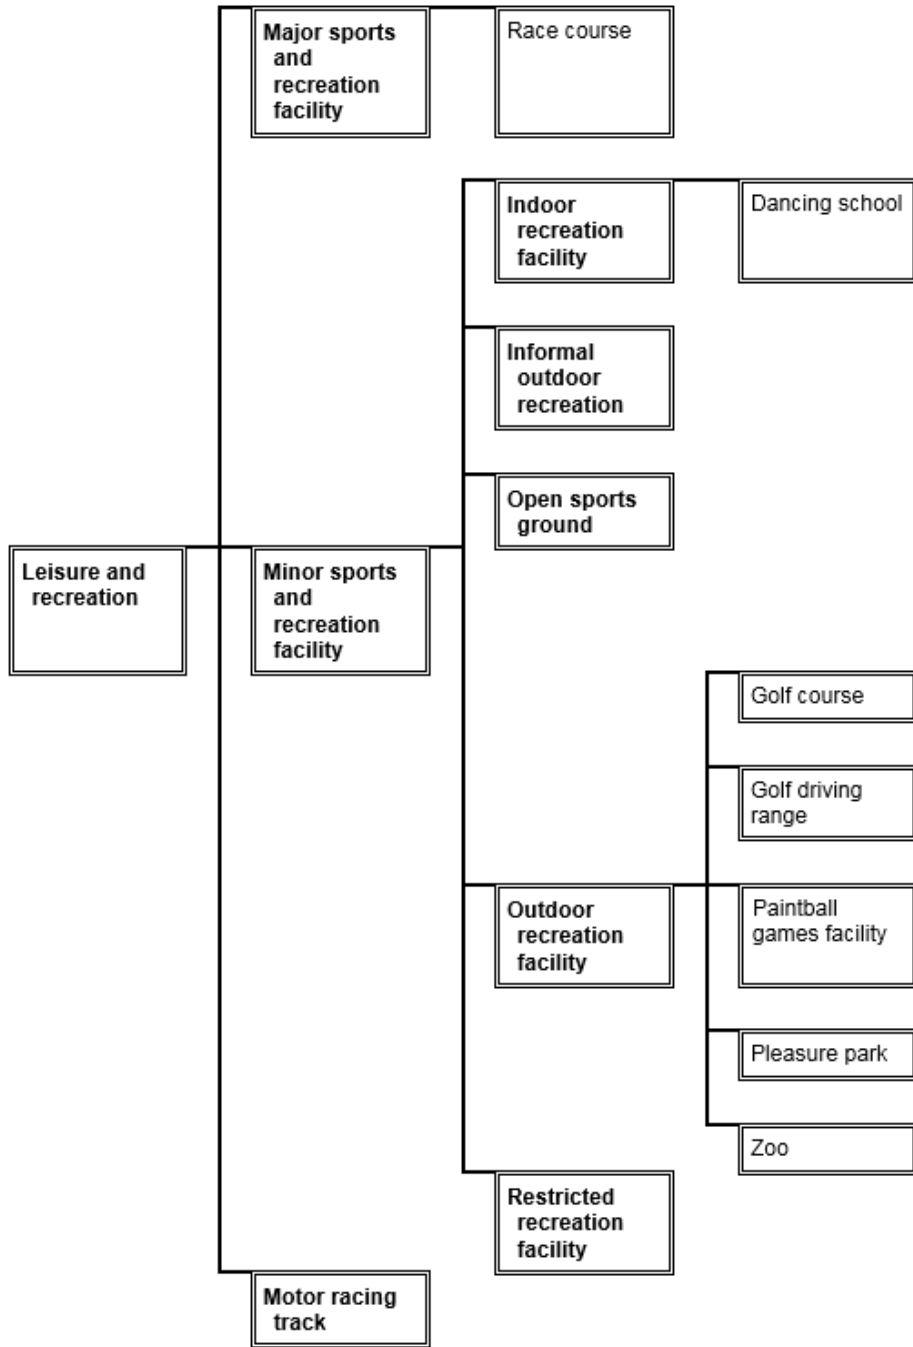 Major sports
and
recreation
facility
Race course
Indoor
recreation
facility
Dancing school
Informal
outdoor
recreation
Open sports
ground
Leisure and
recreation
Minor sports
and
recreation
facility
Golf course
Golf driving
range
Outdoor
recreation
facility
Paintball
games facility
Pleasure park
Zoo
Restricted
recreation
facility
Motor racing
track